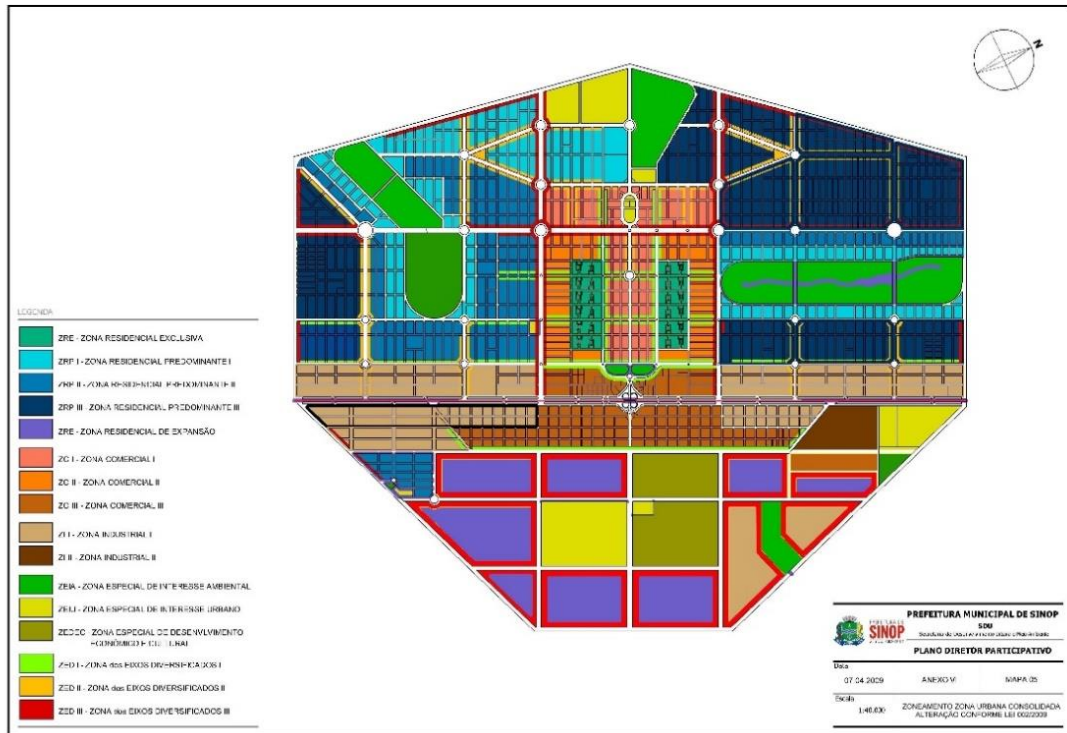 N
LEGENDA
ZRE - ZONA RESIDENCIAL EXCLUSIVA
ZRP I - ZONA RESIDENCIAL PREDOMINANTE I
ZRP II - ZONA RESIDENCIAL PREDOMINANTE II
ZRP III - ZONA RESIDENCIAL PREDOMINANTE III
ZRE - ZONA RESIDENCIAL DE EXPANSÃO
ZC I - ZONA COMERCIAL I
ZC II - ZONA COMERCIAL II
ZC III - ZONA COMERCIAL III
ZI I - ZONA INDUSTRIAL I
ZI II - ZONA INDUSTRIAL II
ZEIA - ZONA ESPECIAL DE INTERESSE AMBIENTAL
ZEIU - ZONA ESPECIAL DE INTERESSE URBANO
ZEDEC - ZONA ESPECIAL DE DESENVLVIMENTO
ECONÔMICO E CULTURAL
ZED I - ZONA dos EIXOS DIVERSIFICADOS I
ZED II - ZONA dos EIXOS DIVERSIFICADOS II
ZED III - ZONA dos EIXOS DIVERSIFICADOS III
PREFEITURA DE
SINOP
PREFEITURA MUNICIPAL DE SINOP
SDU
PLANO DIRETOR PARTICIPATIVO
Data
07.04.2009
ANEXO VI
MAPA 05
Escala
1:40.000
ZONEAMENTO ZONA URBANA CONSOLIDADA
ALTERAÇÃO CONFORME LEI 002/2009